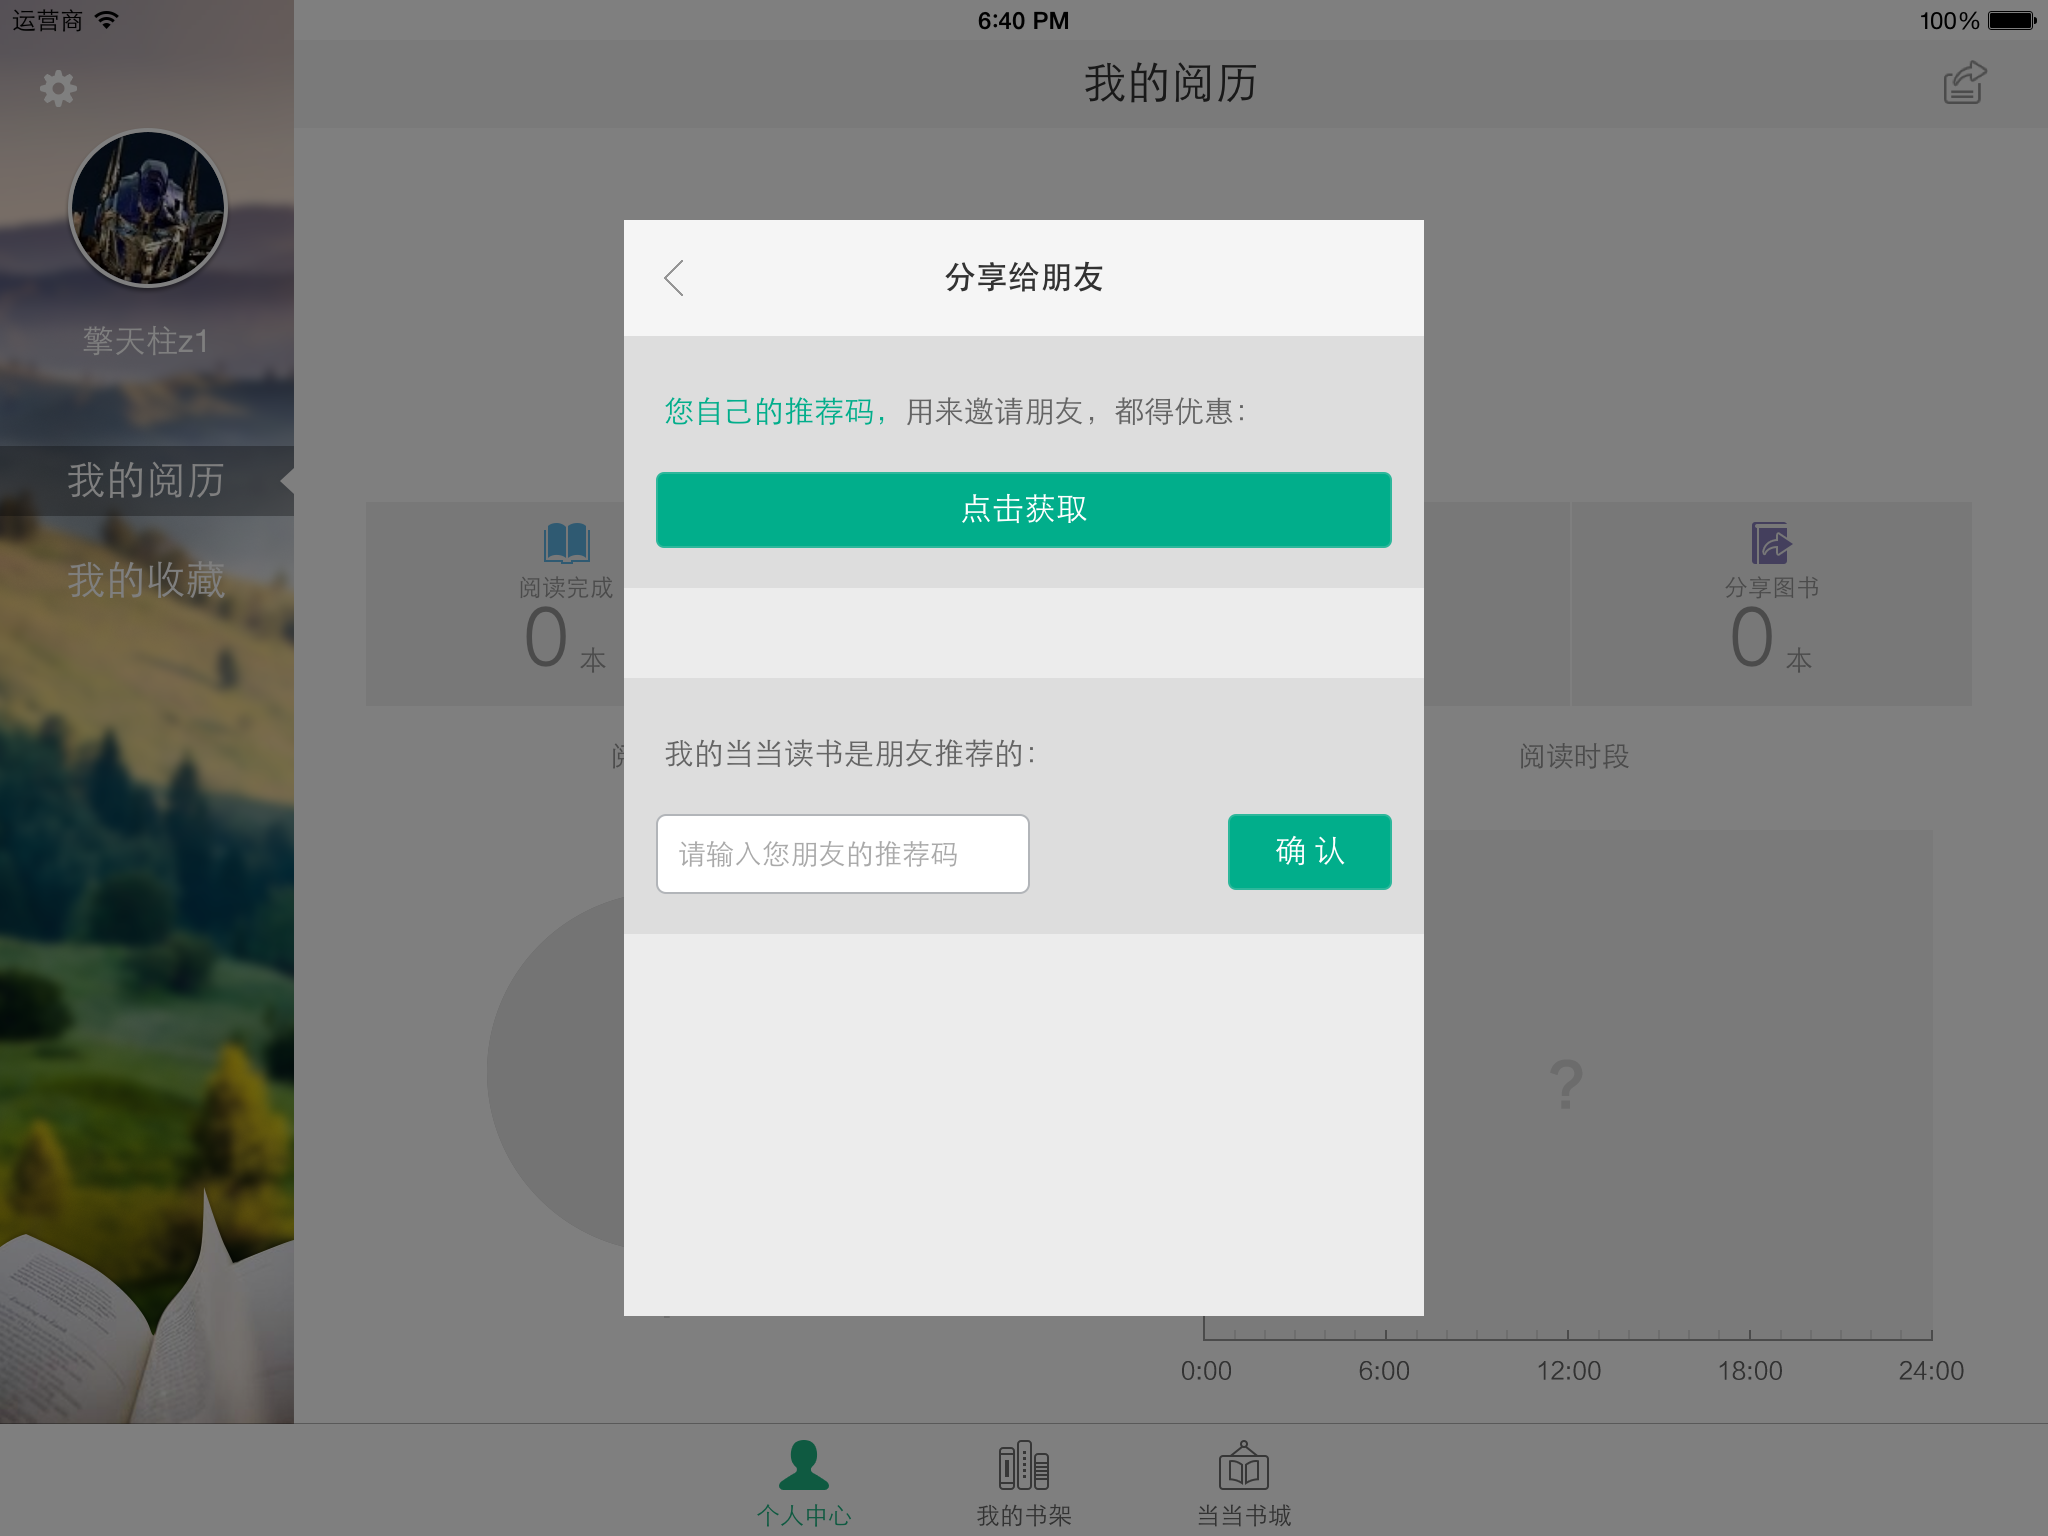 运营商
6:40 PM
100%
我的阅历
擎天柱z1
我的阅历
我的收藏
分享给朋友
您自己的推荐码，用来邀请朋友，都得优惠：
点击获取
阅读完成
0 本
分享图书
0 本
我的当当读书是朋友推荐的：
阅读时段
请输入您朋友的推荐码
确 认
?
0:00 6:00 12:00 18:00 24:00
个人中心
我的书架
当当书城